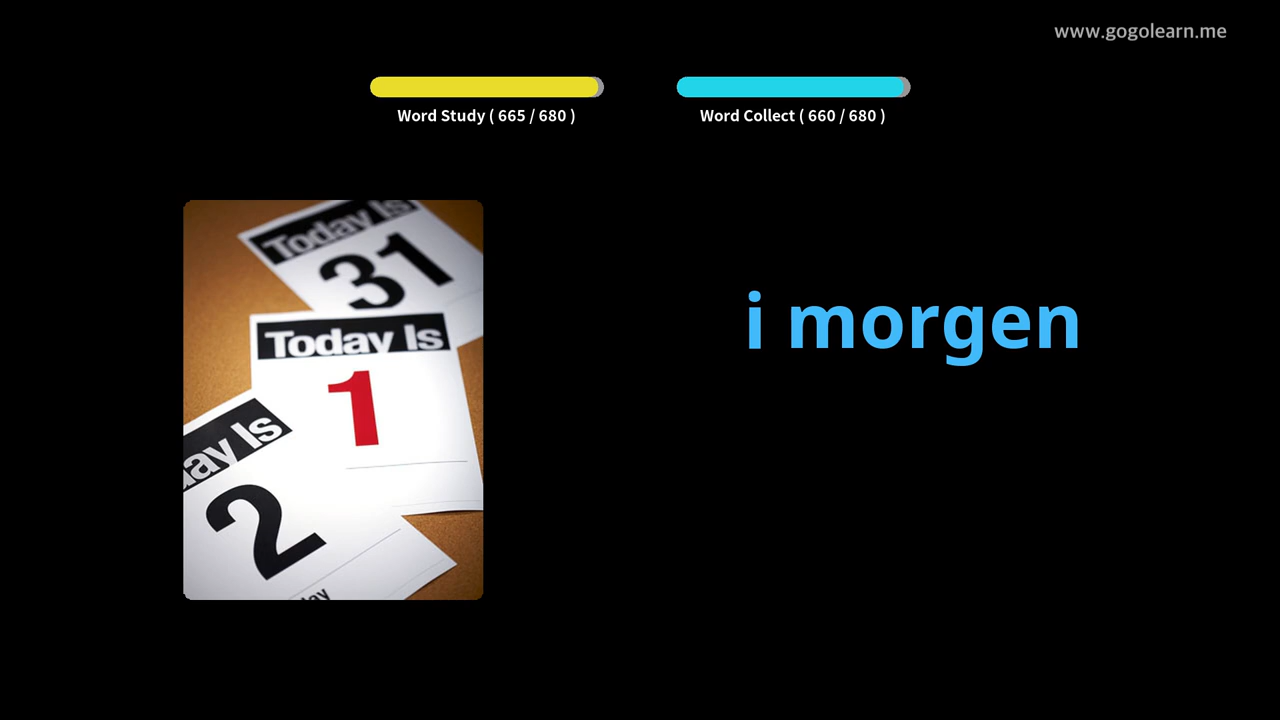 www.gogolearn.me
Word Study ( 665 / 680 )
Word Collect ( 660 / 680 )
Today Is
31
Today Is
1
i morgen
ay Is
2